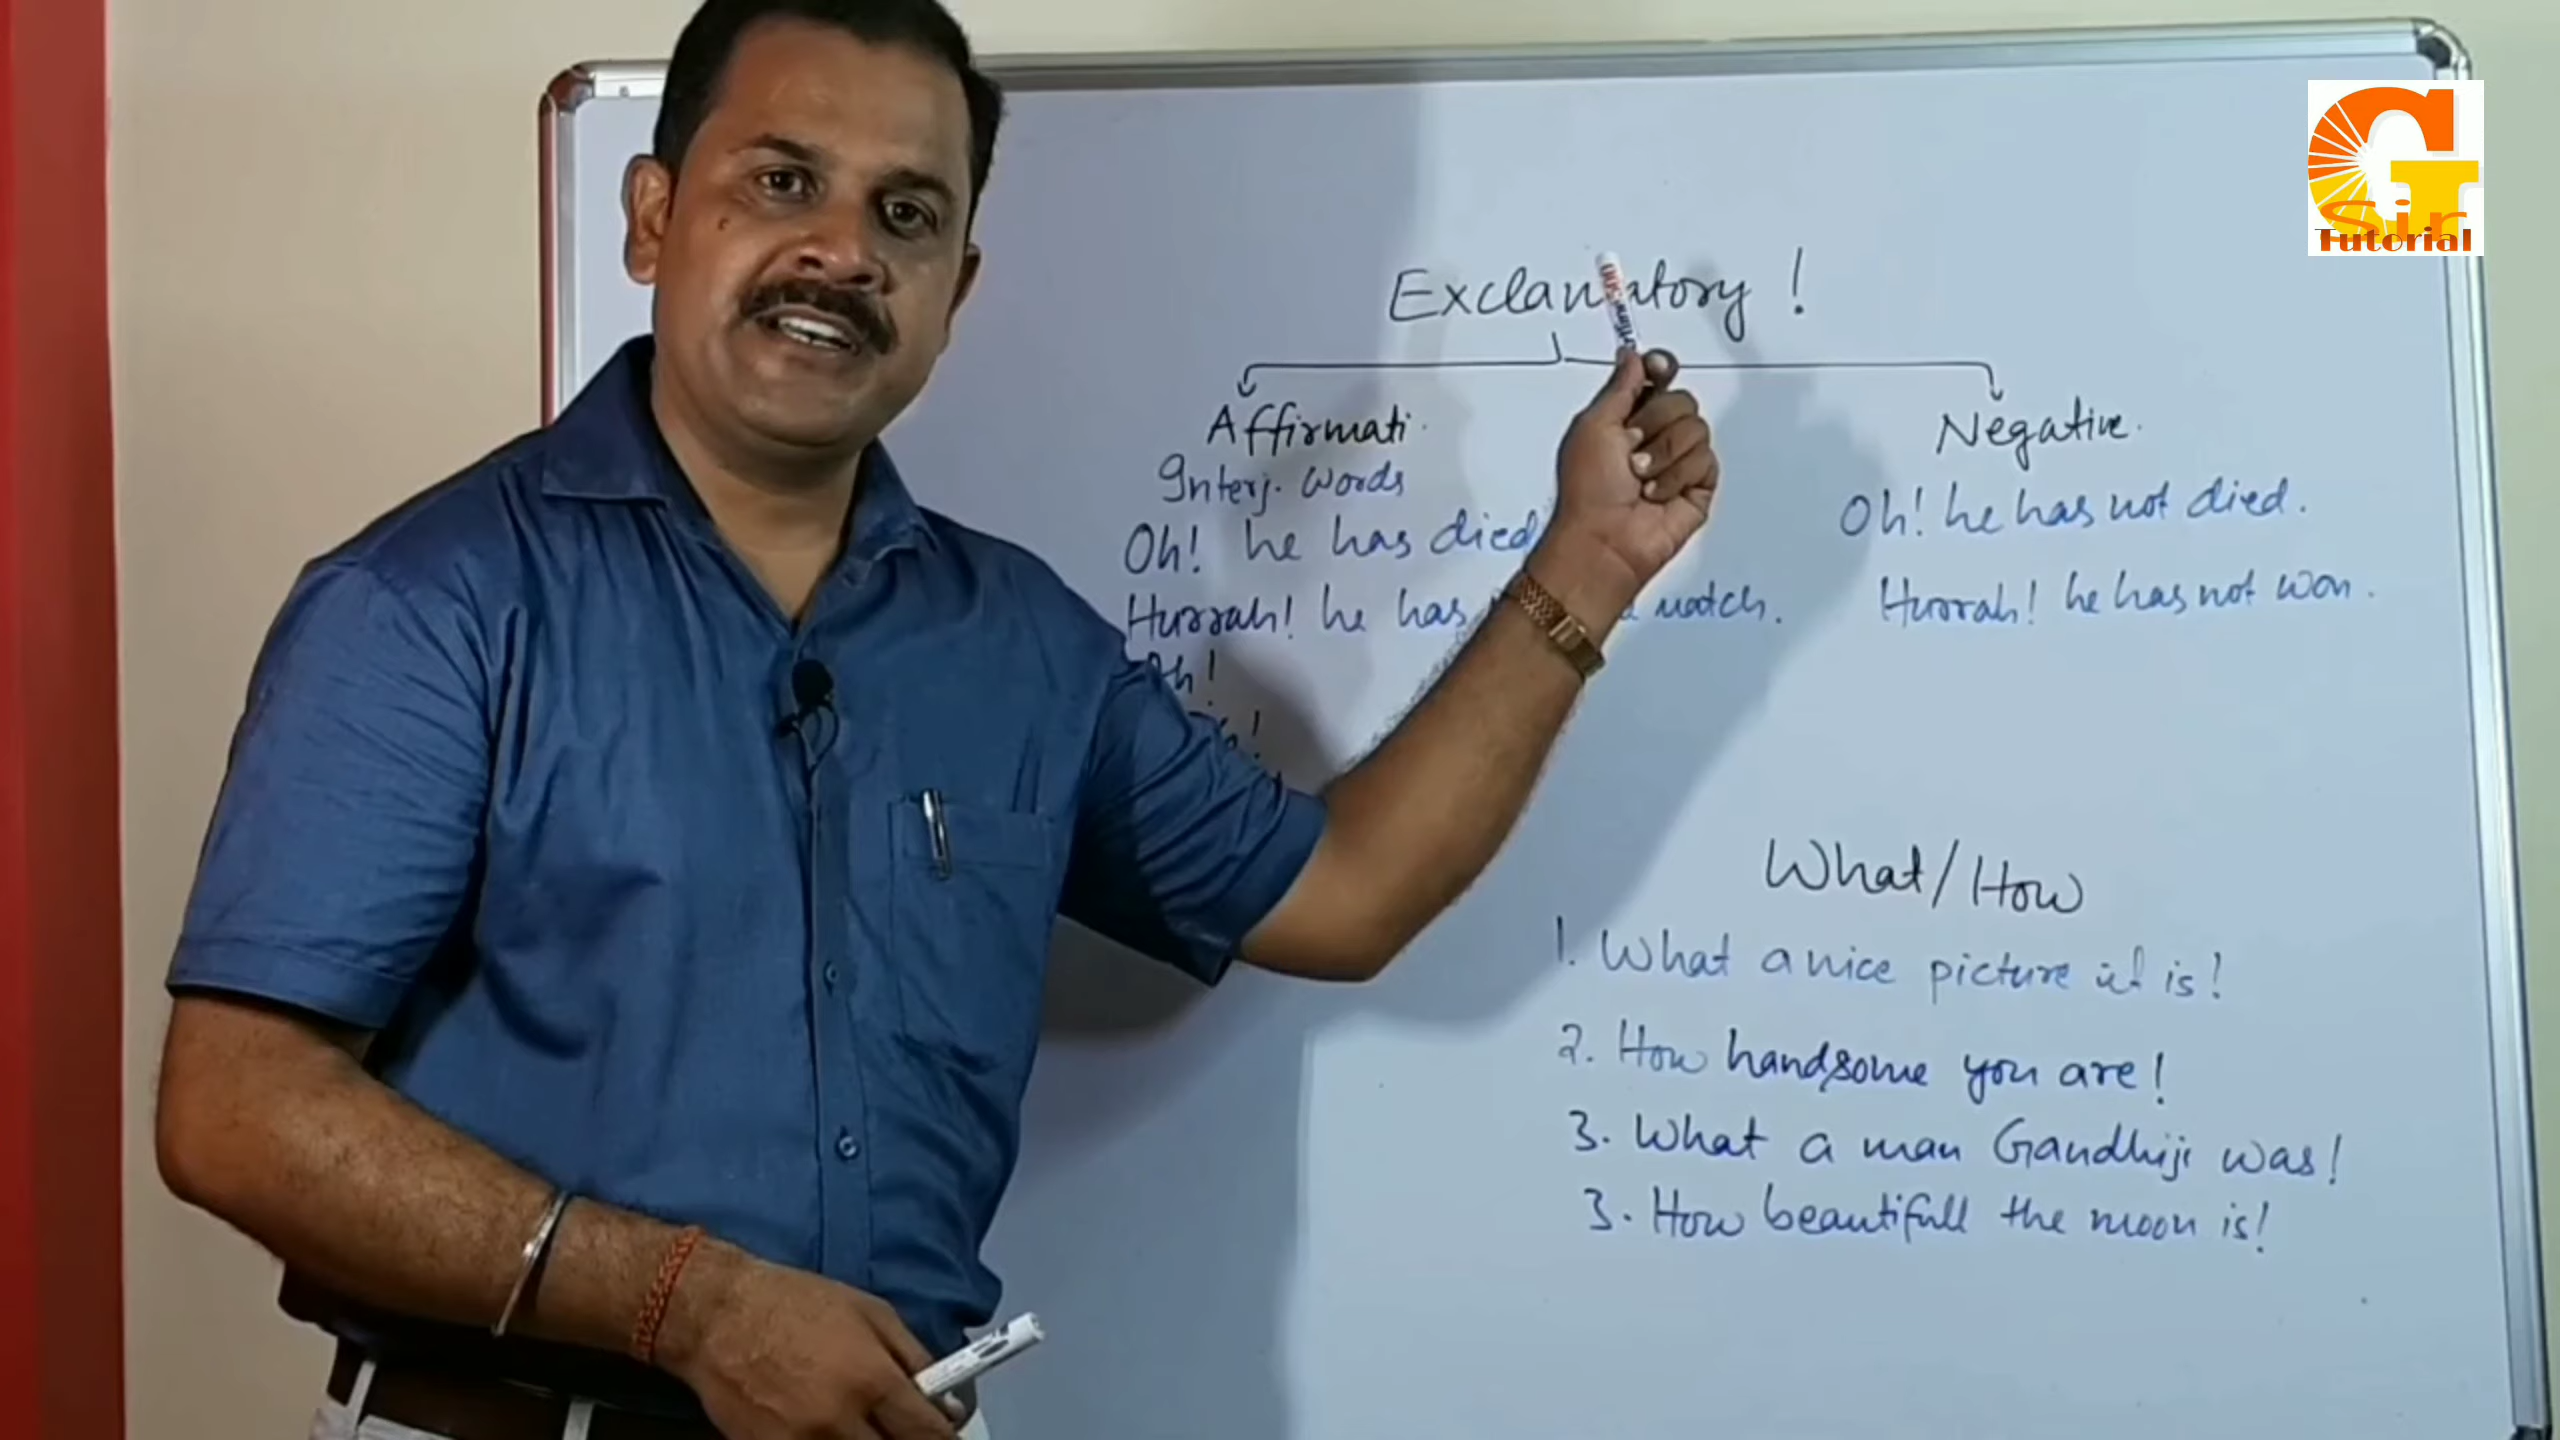 G
Sir
Tutorial
Exclamatory !
Affirmati.
Negative.
Interj. Words
Oh! he has died
Oh! he has not died.
Hurrah! he has a match.
Hurrah! he has not won.
Oh!
What/How
1. What a nice picture it is!
2. How handsome you are!
3. What a man Gandhiji was!
3. How beautifull the moon is!